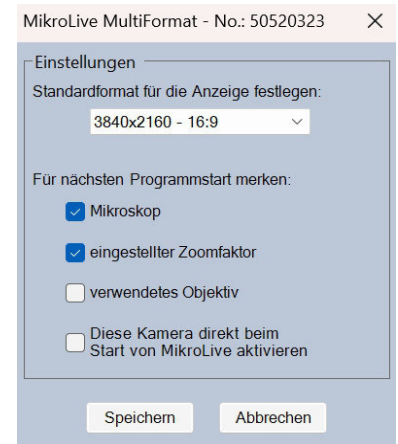 MikroLive MultiFormat - No.: 50520323
Einstellungen
Standardformat für die Anzeige festlegen:
3840x2160 - 16:9
Für nächsten Programmstart merken:
Mikroskop
eingestellter Zoomfaktor
verwendetes Objektiv
Diese Kamera direkt beim
Start von MikroLive aktivieren
Speichern Abbrechen